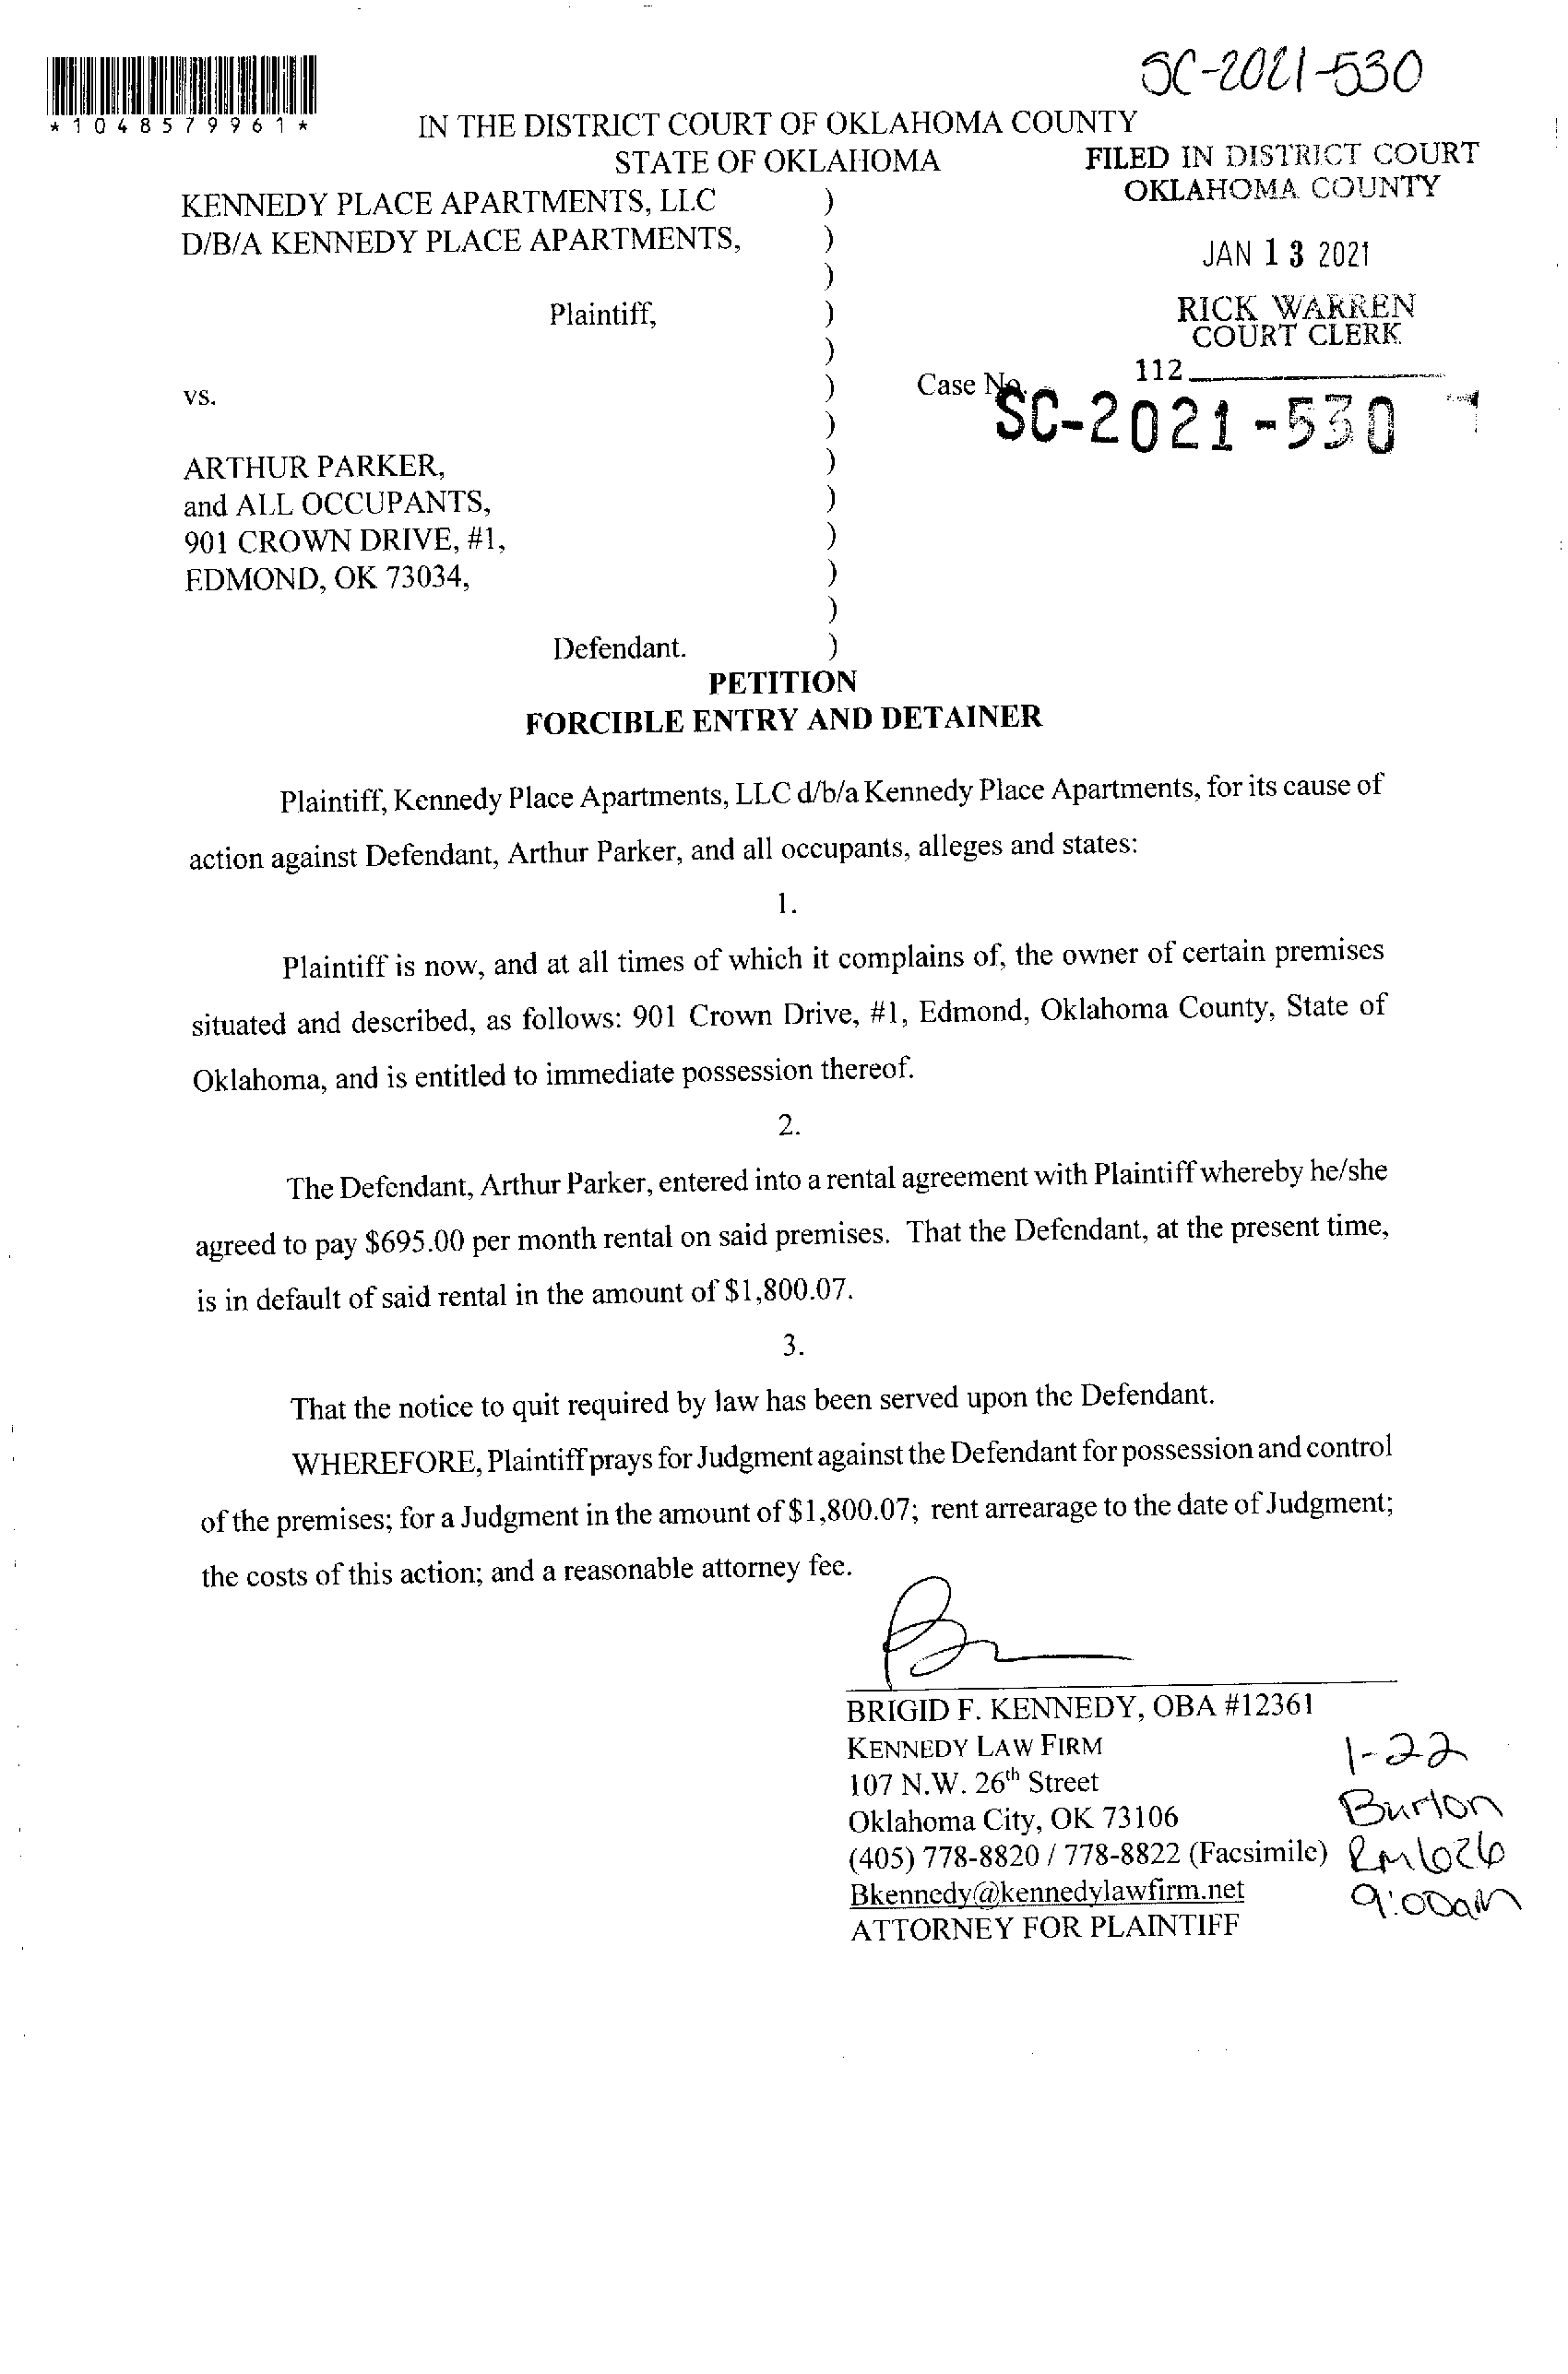 SC-2021-530
*1048579961*
IN THE DISTRICT COURT OF OKLAHOMA COUNTY
STATE OF OKLAHOMA
FILED IN DISTRICT COURT
OKLAHOMA COUNTY
JAN 13 2021
RICK WARREN
COURT CLERK
112
KENNEDY PLACE APARTMENTS, LLC )
D/B/A KENNEDY PLACE APARTMENTS, )
)
Plaintiff, )
)
vs. ) Case No.
SC-2021-530
)
ARTHUR PARKER, )
and ALL OCCUPANTS, )
901 CROWN DRIVE, #1, )
EDMOND, OK 73034, )
)
Defendant. )
PETITION
FORCIBLE ENTRY AND DETAINER
Plaintiff, Kennedy Place Apartments, LLC d/b/a Kennedy Place Apartments, for its cause of
action against Defendant, Arthur Parker, and all occupants, alleges and states:
1.
Plaintiff is now, and at all times of which it complains of, the owner of certain premises
situated and described, as follows: 901 Crown Drive, #1, Edmond, Oklahoma County, State of
Oklahoma, and is entitled to immediate possession thereof.
2.
The Defendant, Arthur Parker, entered into a rental agreement with Plaintiff whereby he/she
agreed to pay $695.00 per month rental on said premises. That the Defendant, at the present time,
is in default of said rental in the amount of $1,800.07.
3.
That the notice to quit required by law has been served upon the Defendant.
WHEREFORE, Plaintiff prays for Judgment against the Defendant for possession and control
of the premises; for a Judgment in the amount of $1,800.07; rent arrearage to the date of Judgment;
the costs of this action; and a reasonable attorney fee.
BRIGID F. KENNEDY, OBA #12361
KENNEDY LAW FIRM
107 N.W. 26th Street
Oklahoma City, OK 73106
(405) 778-8820 / 778-8822 (Facsimile)
Bkennedy@kennedylawfirm.net
ATTORNEY FOR PLAINTIFF
1-22
Burton
Rm 1026
9:00am